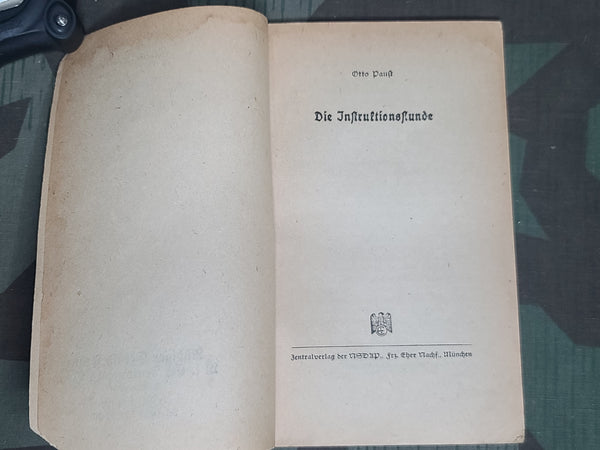 Otto Paust
Die Instruktionsstunde
Zentralverlag der NSDAP., Frz. Eher Nachf., München